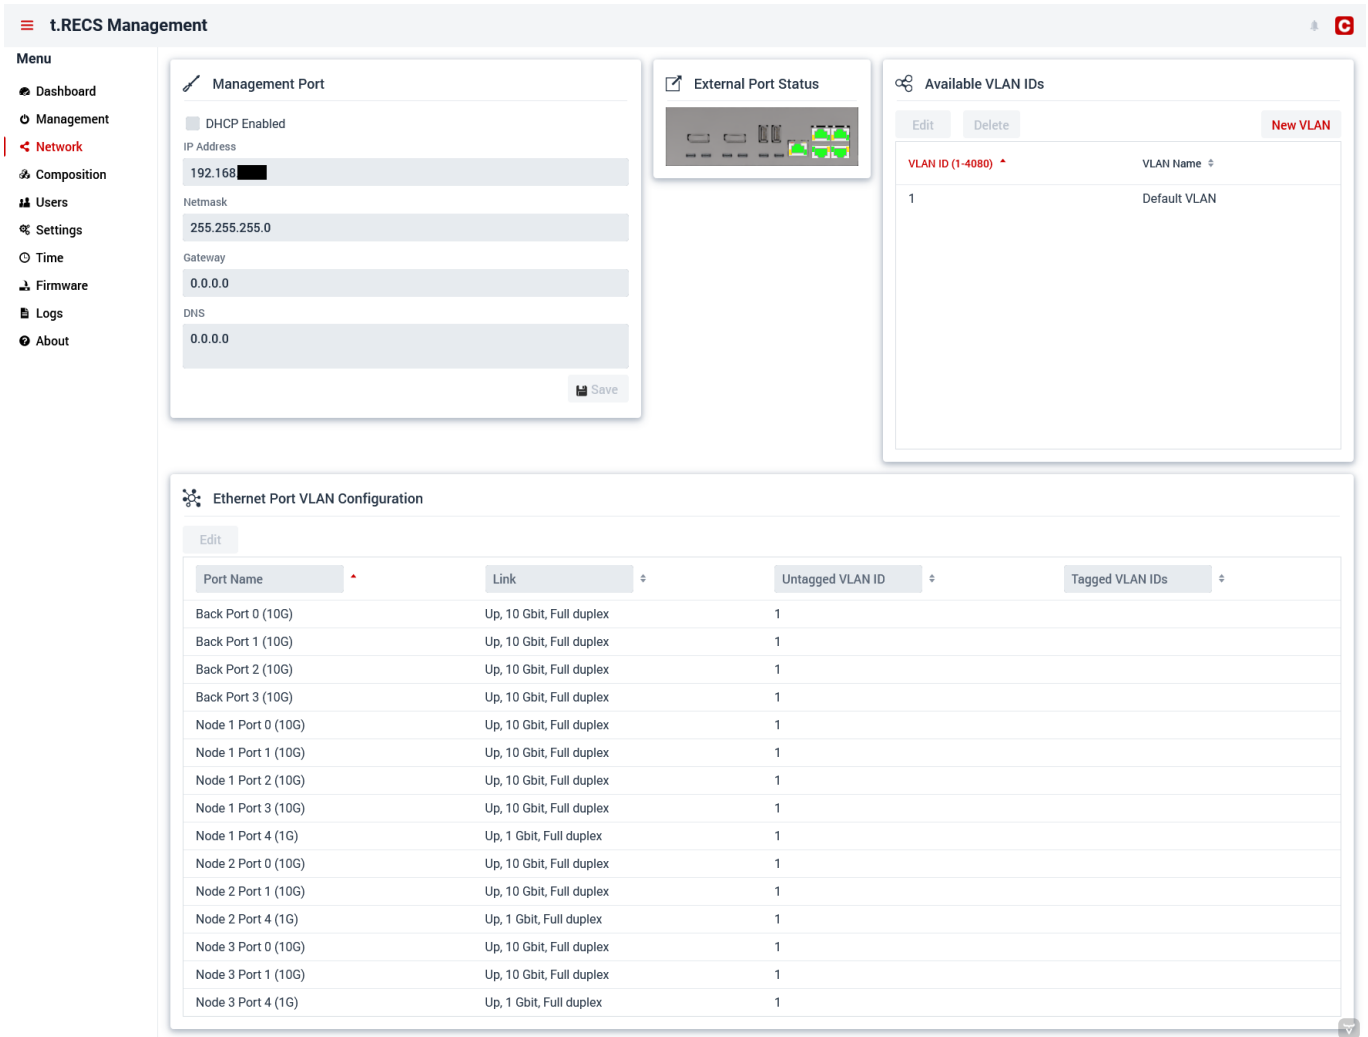 t.RECS Management
Menu
Dashboard
Management
Network
Composition
Users
Settings
Time
Firmware
Logs
About
Management Port
DHCP Enabled
IP Address
192.168
Netmask
255.255.255.0
Gateway
0.0.0.0
DNS
0.0.0.0
Save
External Port Status
Available VLAN IDs
Edit Delete New VLAN
VLAN ID (1-4080) VLAN Name
1 Default VLAN
Ethernet Port VLAN Configuration
Edit
Port Name Link Untagged VLAN ID Tagged VLAN IDs
Back Port 0 (10G) Up, 10 Gbit, Full duplex 1
Back Port 1 (10G) Up, 10 Gbit, Full duplex 1
Back Port 2 (10G) Up, 10 Gbit, Full duplex 1
Back Port 3 (10G) Up, 10 Gbit, Full duplex 1
Node 1 Port 0 (10G) Up, 10 Gbit, Full duplex 1
Node 1 Port 1 (10G) Up, 10 Gbit, Full duplex 1
Node 1 Port 2 (10G) Up, 10 Gbit, Full duplex 1
Node 1 Port 3 (10G) Up, 10 Gbit, Full duplex 1
Node 1 Port 4 (1G) Up, 1 Gbit, Full duplex 1
Node 2 Port 0 (10G) Up, 10 Gbit, Full duplex 1
Node 2 Port 1 (10G) Up, 10 Gbit, Full duplex 1
Node 2 Port 4 (1G) Up, 1 Gbit, Full duplex 1
Node 3 Port 0 (10G) Up, 10 Gbit, Full duplex 1
Node 3 Port 1 (10G) Up, 10 Gbit, Full duplex 1
Node 3 Port 4 (1G) Up, 1 Gbit, Full duplex 1